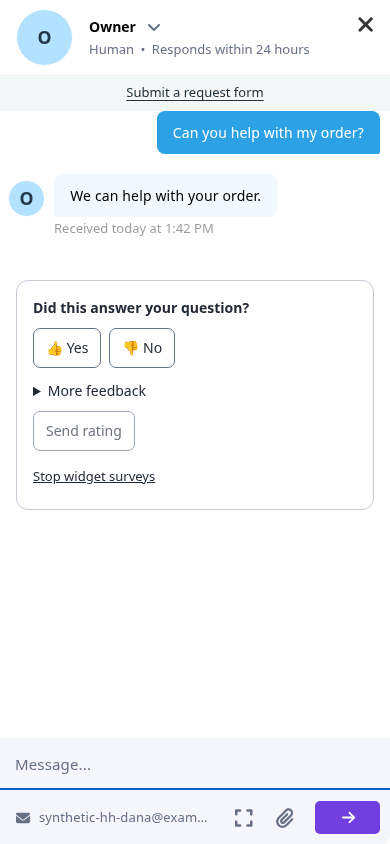 O
Owner
Human • Responds within 24 hours
Submit a request form
Can you help with my order?
O
We can help with your order.
Received today at 1:42 PM
Did this answer your question?
👍 Yes
👎 No
▶ More feedback
Send rating
Stop widget surveys
Message...
synthetic-hh-dana@exam...